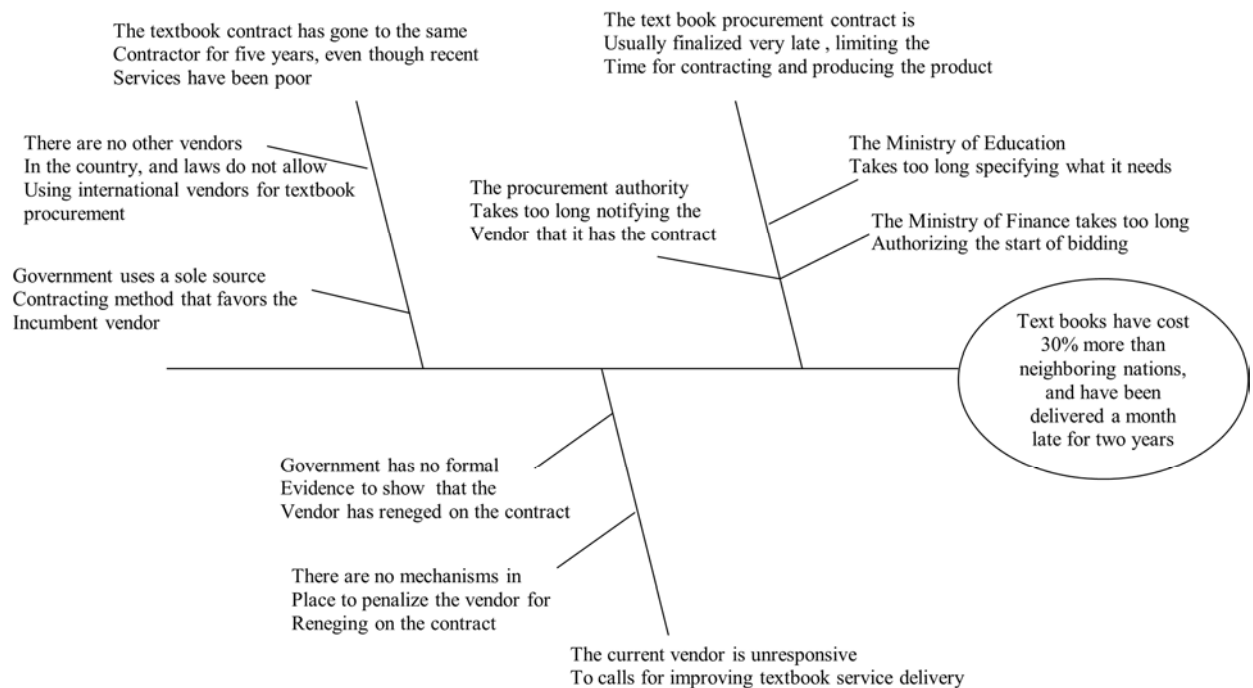 The textbook contract has gone to the same
Contractor for five years, even though recent
Services have been poor
The text book procurement contract is
Usually finalized very late , limiting the
Time for contracting and producing the product
There are no other vendors
In the country, and laws do not allow
Using international vendors for textbook
procurement
The Ministry of Education
Takes too long specifying what it needs
The procurement authority
Takes too long notifying the
Vendor that it has the contract
The Ministry of Finance takes too long
Authorizing the start of bidding
Government uses a sole source
Contracting method that favors the
Incumbent vendor
Text books have cost
30% more than
neighboring nations,
and have been
delivered a month
late for two years
Government has no formal
Evidence to show that the
Vendor has reneged on the contract
There are no mechanisms in
Place to penalize the vendor for
Reneging on the contract
The current vendor is unresponsive
To calls for improving textbook service delivery